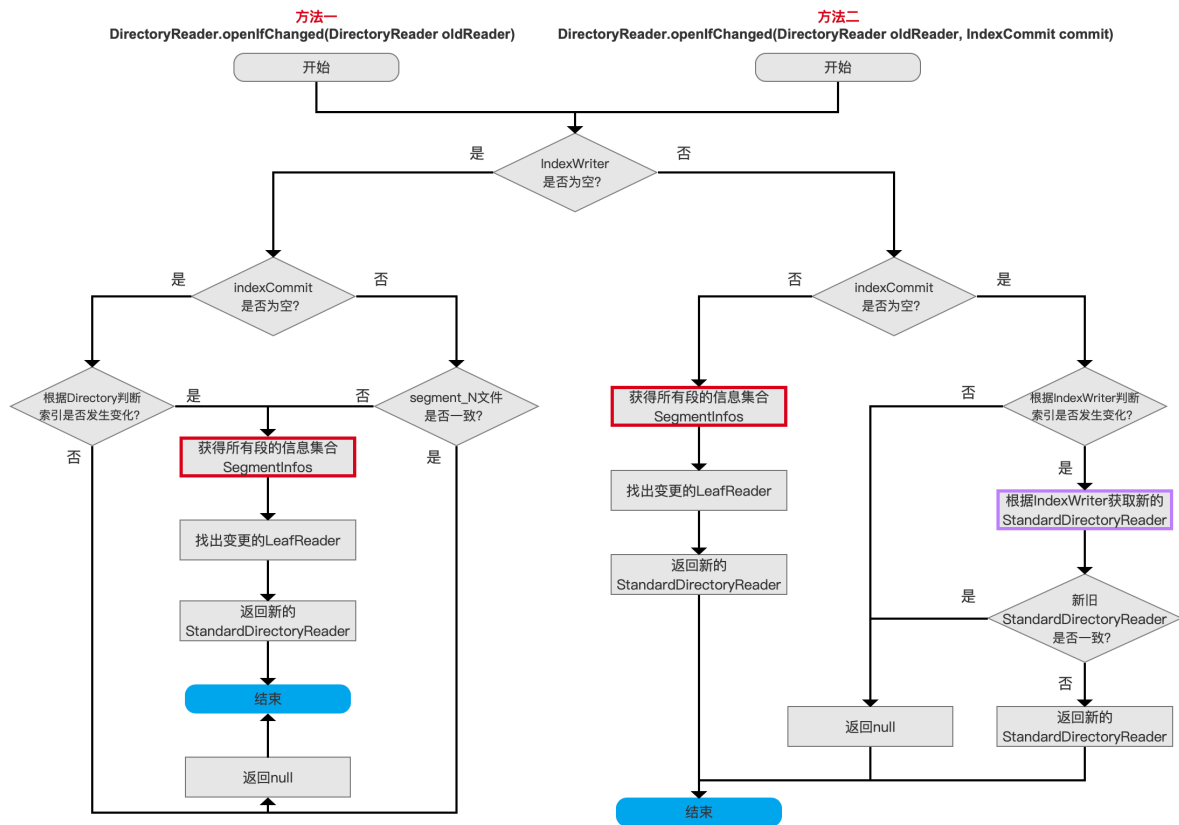 方法一
DirectoryReader.openIfChanged(DirectoryReader oldReader)
方法二
DirectoryReader.openIfChanged(DirectoryReader oldReader, IndexCommit commit)
开始
开始
IndexWriter
是否为空?
是
否
indexCommit
是否为空?
是
否
indexCommit
是否为空?
否
是
根据Directory判断
索引是否发生变化?
是
否
segment_N文件
是否一致?
否
是
获得所有段的信息集合
SegmentInfos
找出变更的LeafReader
返回新的
StandardDirectoryReader
结束
返回null
获得所有段的信息集合
SegmentInfos
找出变更的LeafReader
返回新的
StandardDirectoryReader
根据IndexWriter判断
索引是否发生变化?
否
是
根据IndexWriter获取新的
StandardDirectoryReader
新旧
StandardDirectoryReader
是否一致?
是
否
返回null
返回新的
StandardDirectoryReader
结束